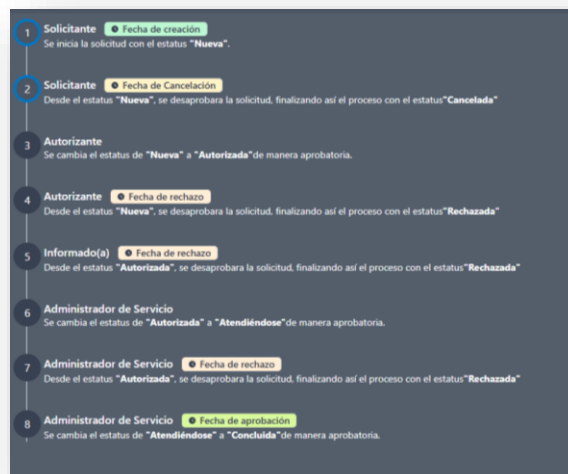 1 Solicitante Fecha de creación
Se inicia la solicitud con el estatus "Nueva".
2 Solicitante Fecha de Cancelación
Desde el estatus "Nueva", se desaprobara la solicitud, finalizando así el proceso con el estatus"Cancelada"
3 Autorizante
Se cambia el estatus de "Nueva" a "Autorizada"de manera aprobatoria.
4 Autorizante Fecha de rechazo
Desde el estatus "Nueva", se desaprobara la solicitud, finalizando así el proceso con el estatus"Rechazada"
5 Informado(a) Fecha de rechazo
Desde el estatus "Autorizada", se desaprobara la solicitud, finalizando así el proceso con el estatus"Rechazada"
6 Administrador de Servicio
Se cambia el estatus de "Autorizada" a "Atendiéndose"de manera aprobatoria.
7 Administrador de Servicio Fecha de rechazo
Desde el estatus "Autorizada", se desaprobara la solicitud, finalizando así el proceso con el estatus"Rechazada"
8 Administrador de Servicio Fecha de aprobación
Se cambia el estatus de "Atendiéndose" a "Concluida"de manera aprobatoria.